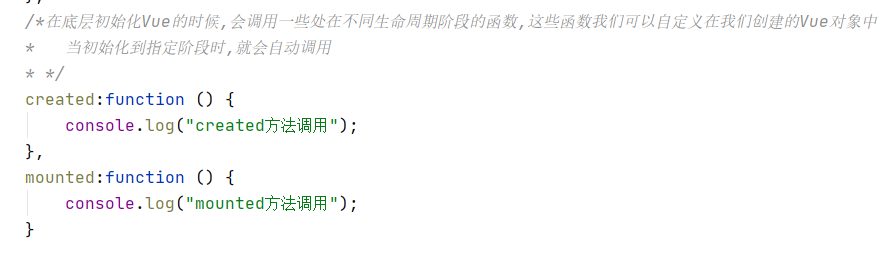 /*在底层初始化Vue的时候,会调用一些处在不同生命周期阶段的函数,这些函数我们可以自定义在我们创建的Vue对象中
*   当初始化到指定阶段时,就会自动调用
* */
created:function () {
    console.log("created方法调用");
},
mounted:function () {
    console.log("mounted方法调用");
}